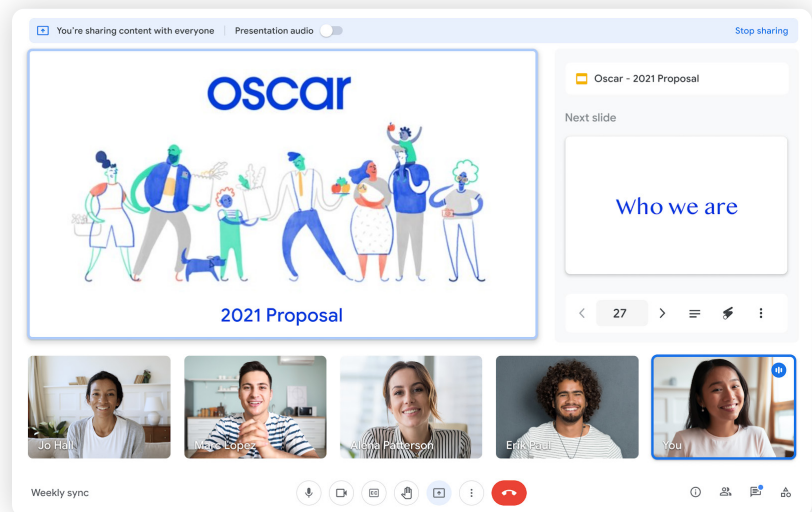 You're sharing content with everyone
Presentation audio
Stop sharing
oscar
2021 Proposal
Oscar - 2021 Proposal
Next slide
Who we are
27
Jo Hall
Marc Lopez
Alena Patterson
Erik Paul
You
Weekly sync
CC